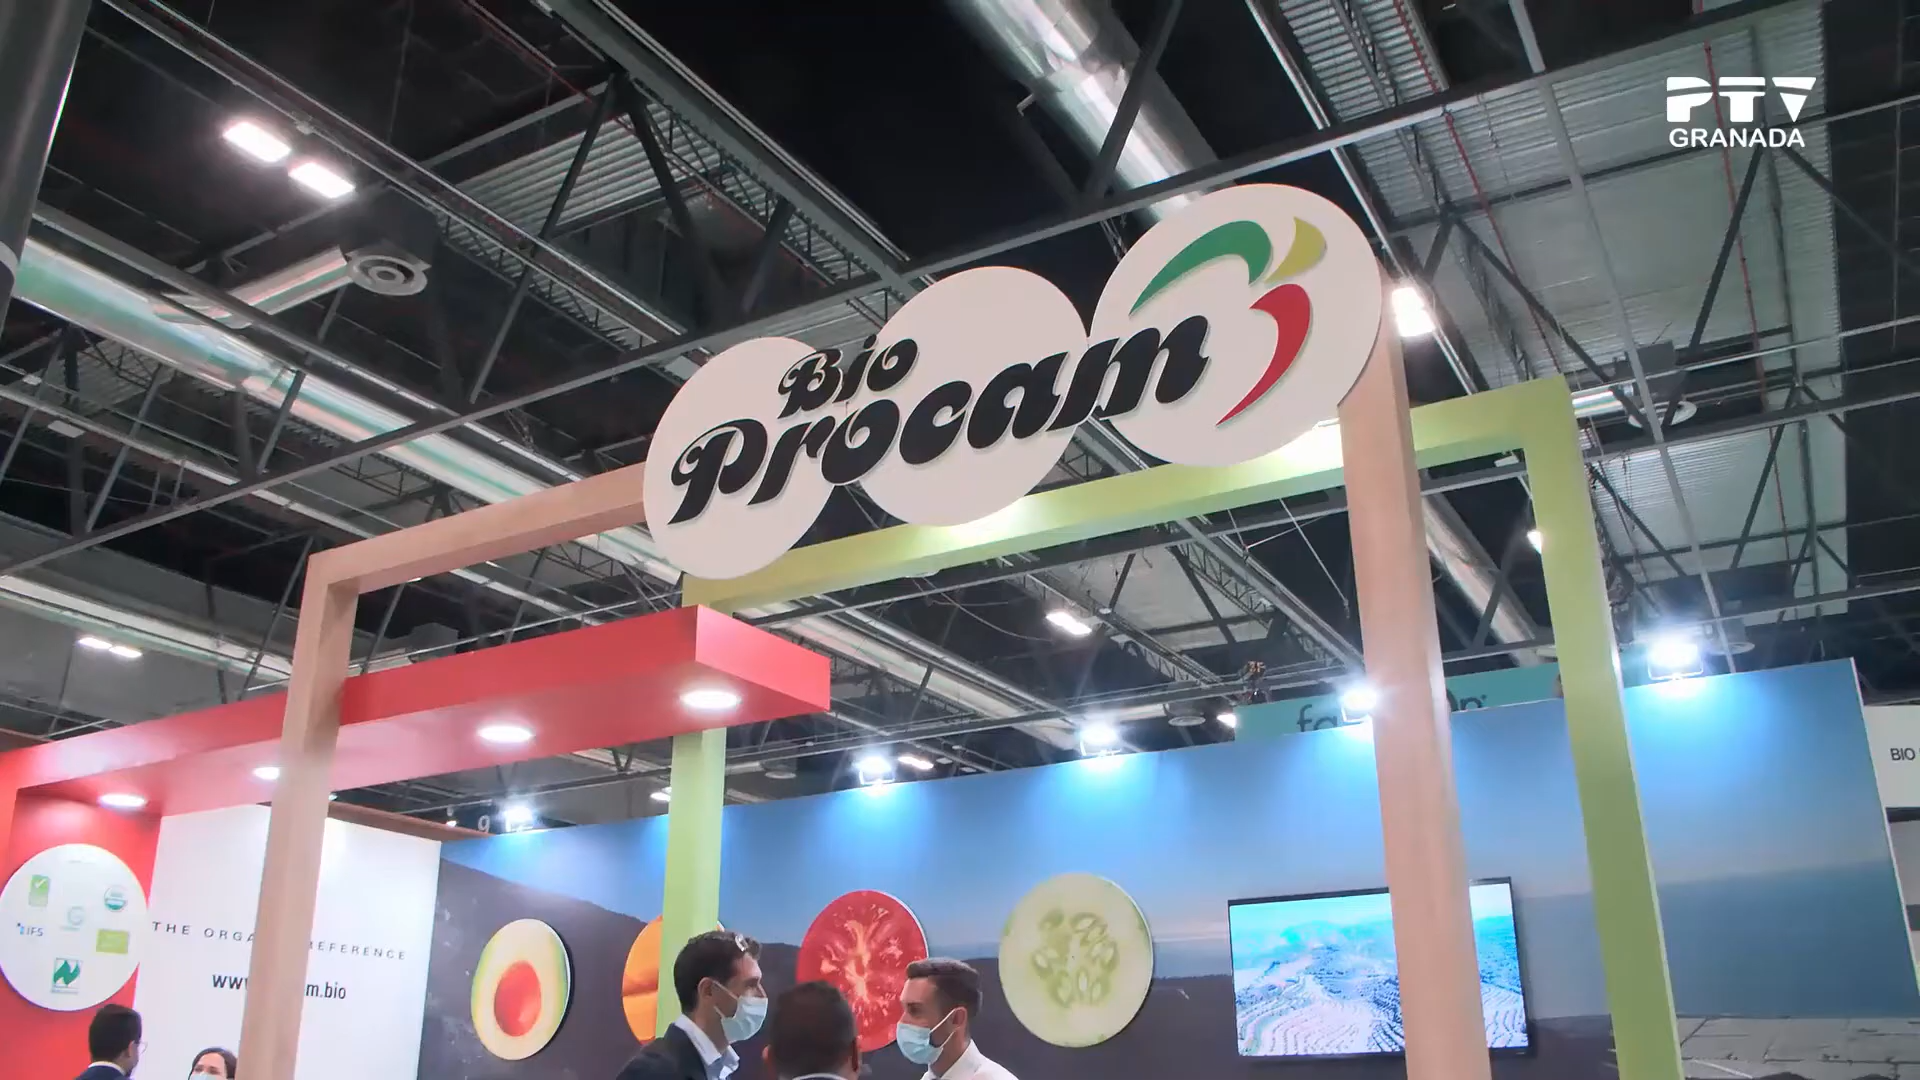 PTV
GRANADA
Bio
Procam
THE ORGA EFERENCE
www m.bio
IFS
BIO